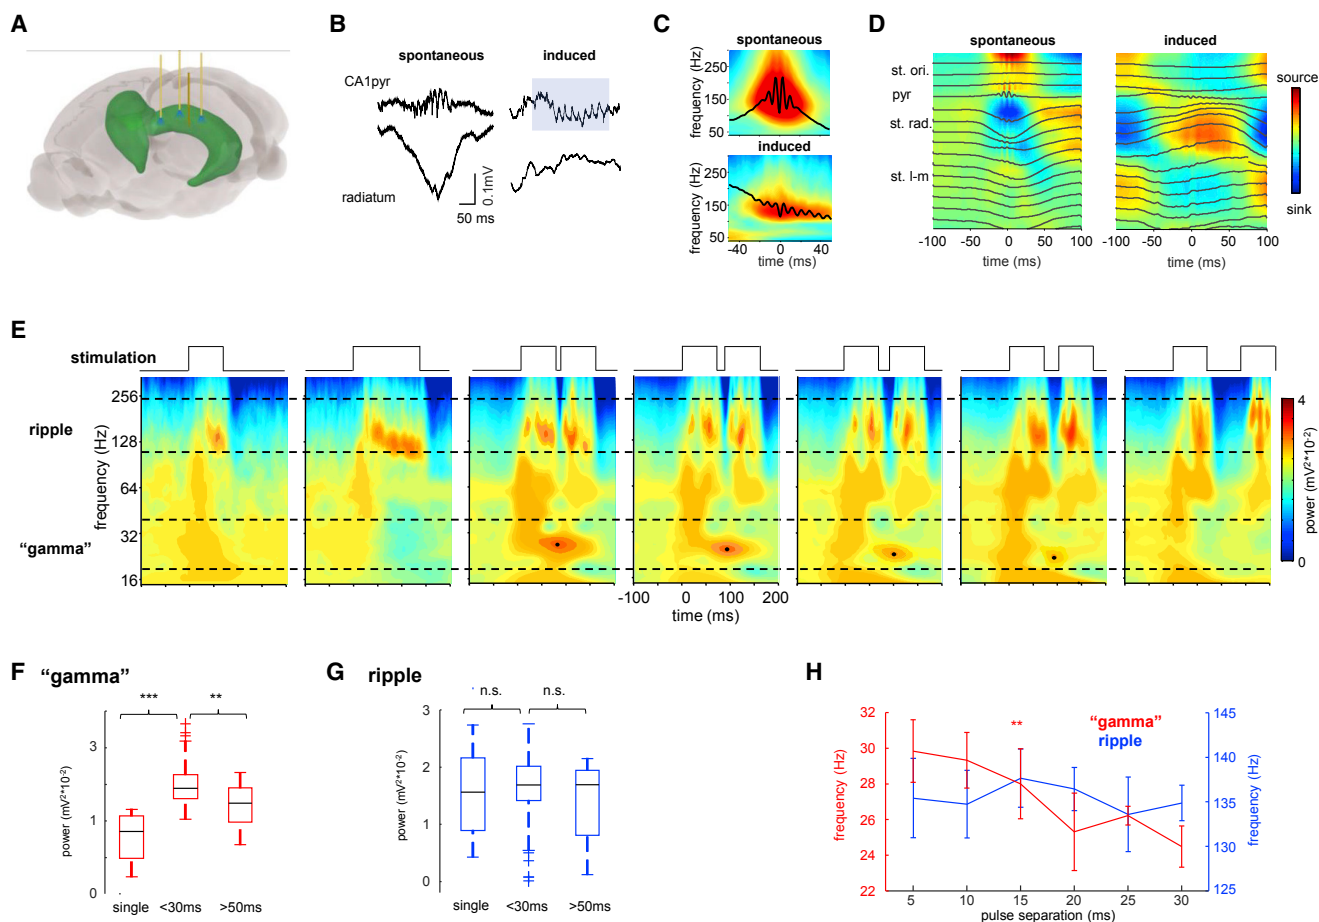 A
B
spontaneous
induced
CA1pyr
radiatum
0.1mV
50 ms
C
spontaneous
frequency (Hz)
250
150
50
induced
frequency (Hz)
250
150
50
-40 0 40
time (ms)
D
spontaneous
induced
st. ori.
pyr
st. rad.
st. l-m
-100 -50 0 50 100
time (ms)
-100 -50 0 50 100
time (ms)
source
sink
E
stimulation
ripple
"gamma"
frequency (Hz)
256
128
64
32
16
-100 0 100 200
time (ms)
4
0
power (mV²*10⁻²)
F "gamma"
*** **
power (mV²*10⁻²)
3
1
0
single <30ms >50ms
G ripple
n.s. n.s.
power (mV²*10⁻²)
3
2
1
0
single <30ms >50ms
H
"gamma"
ripple
**
frequency (Hz)
32
30
28
26
24
22
5 10 15 20 25 30
pulse separation (ms)
145
140
135
130
125
frequency (Hz)